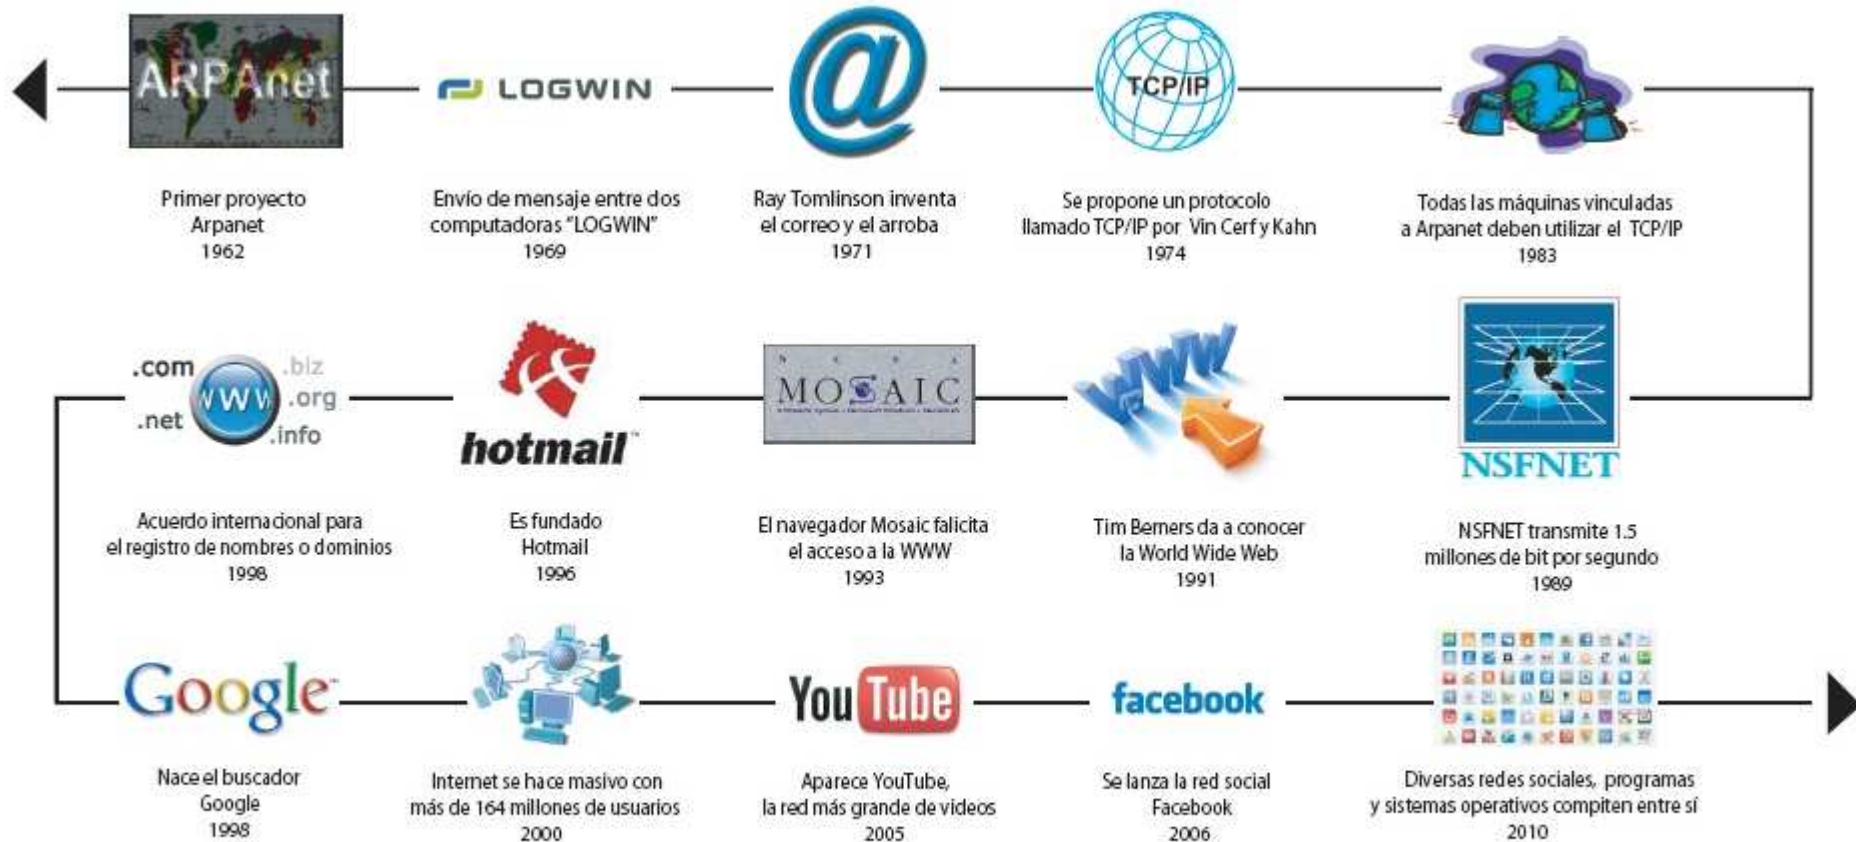 ARPAnet
LOGWIN
@
TCP/IP
Primer proyecto
Arpanet
1962
Envío de mensaje entre dos
computadoras “LOGWIN”
1969
Ray Tomlinson inventa
el correo y el arroba
1971
Se propone un protocolo
llamado TCP/IP por Vin Cerf y Kahn
1974
Todas las máquinas vinculadas
a Arpanet deben utilizar el TCP/IP
1983
.com
.biz
www
.org
.net
.info
hotmail
NCSA
MOSAIC
WWW
NSFNET
Acuerdo internacional para
el registro de nombres o dominios
1998
Es fundado
Hotmail
1996
El navegador Mosaic falicita
el acceso a la WWW
1993
Tim Berners da a conocer
la World Wide Web
1991
NSFNET transmite 1.5
millones de bit por segundo
1989
Google
YouTube
facebook
Nace el buscador
Google
1998
Internet se hace masivo con
más de 164 millones de usuarios
2000
Aparece YouTube,
la red más grande de videos
2005
Se lanza la red social
Facebook
2006
Diversas redes sociales, programas
y sistemas operativos compiten entre sí
2010